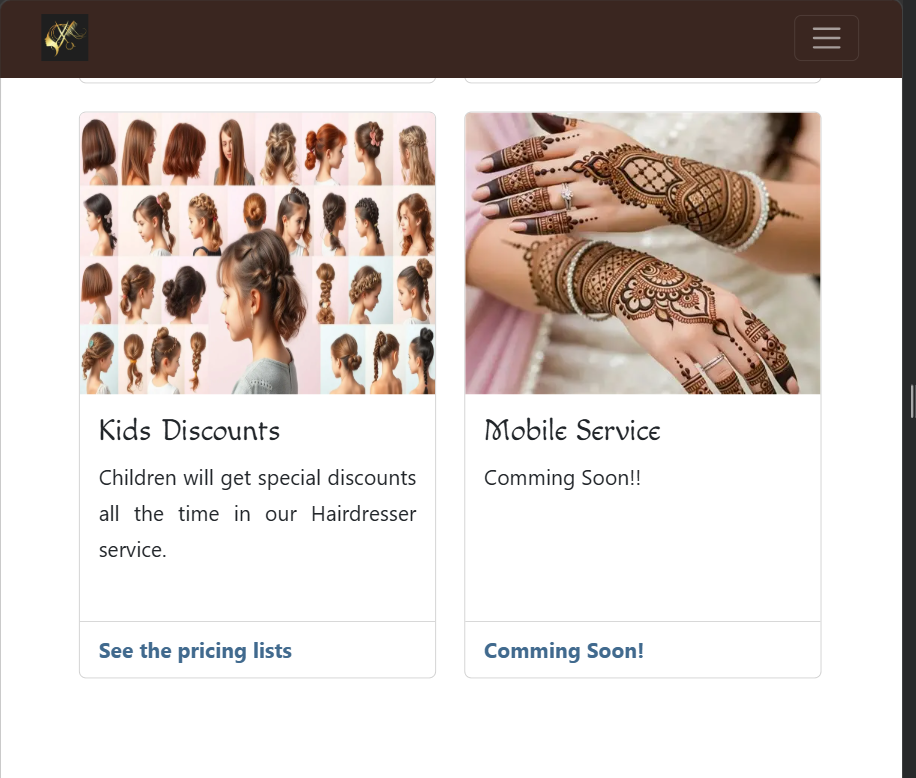 Kids Discounts
Children will get special discounts
all the time in our Hairdresser
service.
See the pricing lists
Mobile Service
Comming Soon!!
Comming Soon!